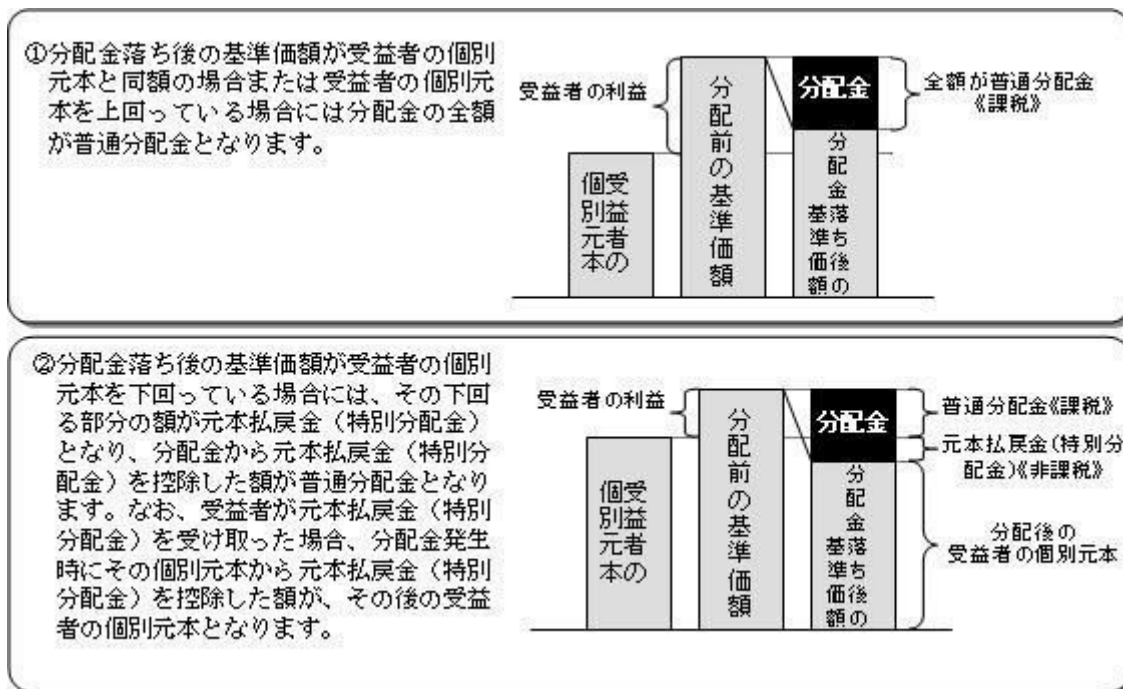 ①分配金落ち後の基準価額が受益者の個別
元本と同額の場合または受益者の個別元
本を上回っている場合には分配金の全額
が普通分配金となります。
受益者の利益
受益者の
個別元本
分配前の基準価額
分配金
分配金落ち後の
基準価額
全額が普通分配金
《課税》
②分配金落ち後の基準価額が受益者の個別
元本を下回っている場合には、その下回
る部分の額が元本払戻金（特別分配金）
となり、分配金から元本払戻金（特別分
配金）を控除した額が普通分配金となり
ます。なお、受益者が元本払戻金（特別
分配金）を受け取った場合、分配金発生
時にその個別元本から元本払戻金（特別
分配金）を控除した額が、その後の受益
者の個別元本となります。
受益者の利益
受益者の
個別元本
分配前の基準価額
分配金
分配金落ち後の
基準価額
普通分配金《課税》
元本払戻金(特別分
配金)《非課税》
分配後の
受益者の個別元本